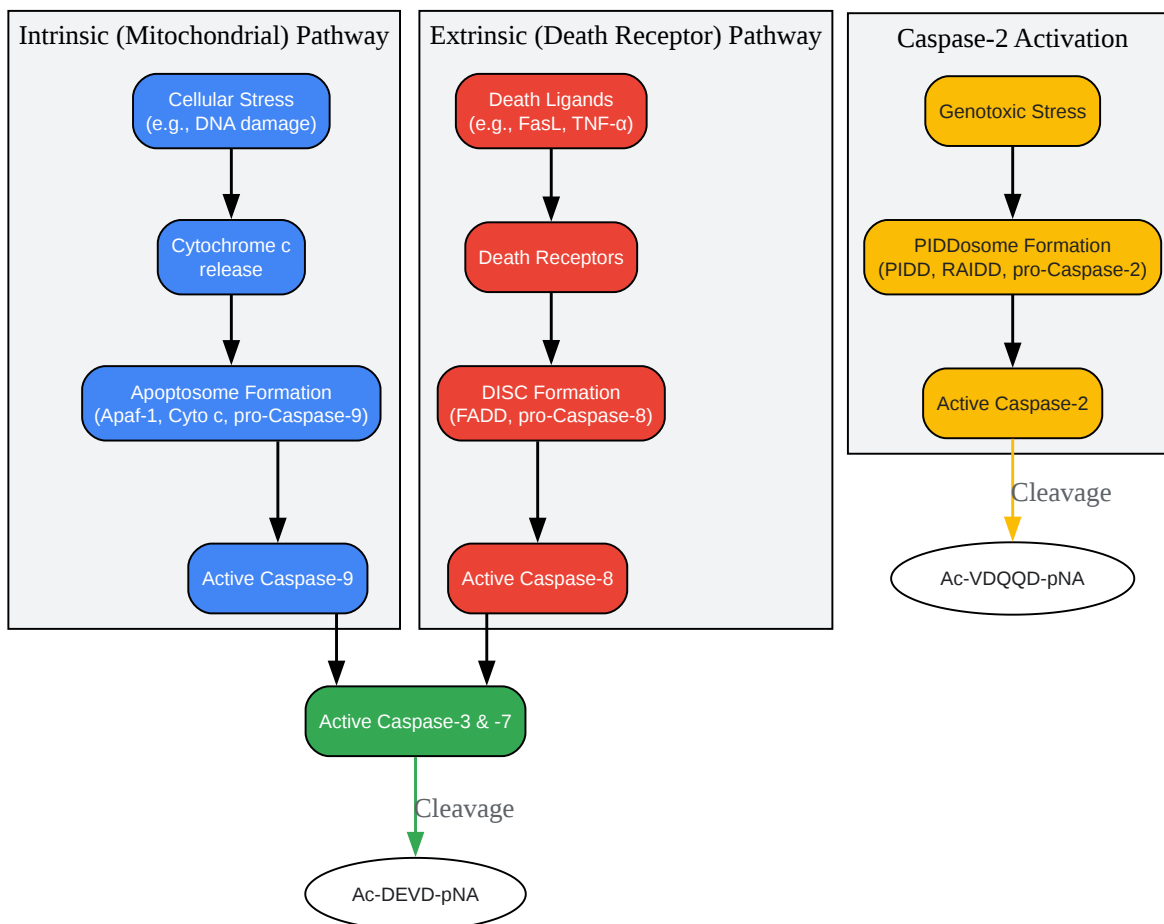 Intrinsic (Mitochondrial) Pathway
Cellular Stress
(e.g., DNA damage)
Cytochrome c
release
Apoptosome Formation
(Apaf-1, Cyto c, pro-Caspase-9)
Active Caspase-9
Extrinsic (Death Receptor) Pathway
Death Ligands
(e.g., FasL, TNF-α)
Death Receptors
DISC Formation
(FADD, pro-Caspase-8)
Active Caspase-8
Caspase-2 Activation
Genotoxic Stress
PIDDosome Formation
(PIDD, RAIDD, pro-Caspase-2)
Active Caspase-2
Cleavage
Ac-VDQQD-pNA
Active Caspase-3 & -7
Cleavage
Ac-DEVD-pNA